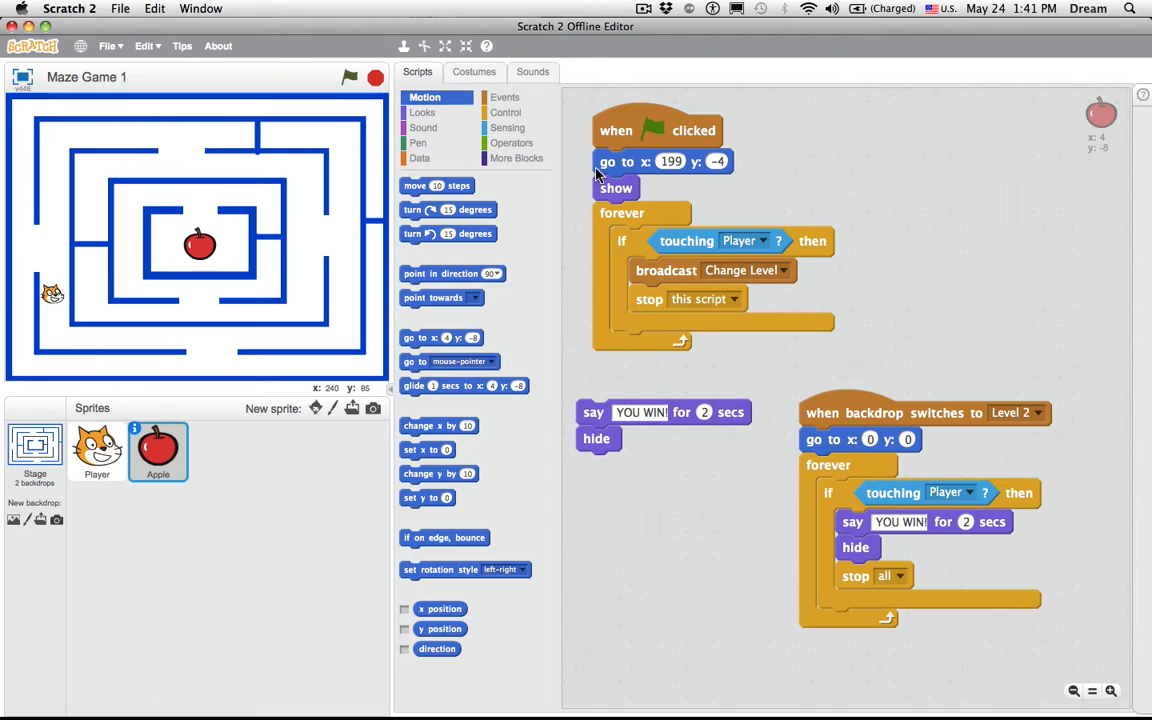 Scratch 2 File Edit Window (Charged) U.S. May 24 1:41 PM Dream
Scratch 2 Offline Editor
SCRATCH File Edit Tips About
Maze Game 1
v446
x: 240 y: 85
Sprites New sprite:
Stage
2 backdrops
New backdrop:
Player
Apple
Scripts Costumes Sounds
Motion Events
Looks Control
Sound Sensing
Pen Operators
Data More Blocks
move 10 steps
turn 15 degrees
turn 15 degrees
point in direction 90
point towards
go to x: 4 y: -8
go to mouse-pointer
glide 1 secs to x: 4 y: -8
change x by 10
set x to 0
change y by 10
set y to 0
if on edge, bounce
set rotation style left-right
x position
y position
direction
when clicked
go to x: 199 y: -4
show
forever
if touching Player ? then
broadcast Change Level
stop this script
say YOU WIN! for 2 secs
hide
when backdrop switches to Level 2
go to x: 0 y: 0
forever
if touching Player ? then
say YOU WIN! for 2 secs
hide
stop all
x: 4
y: -8